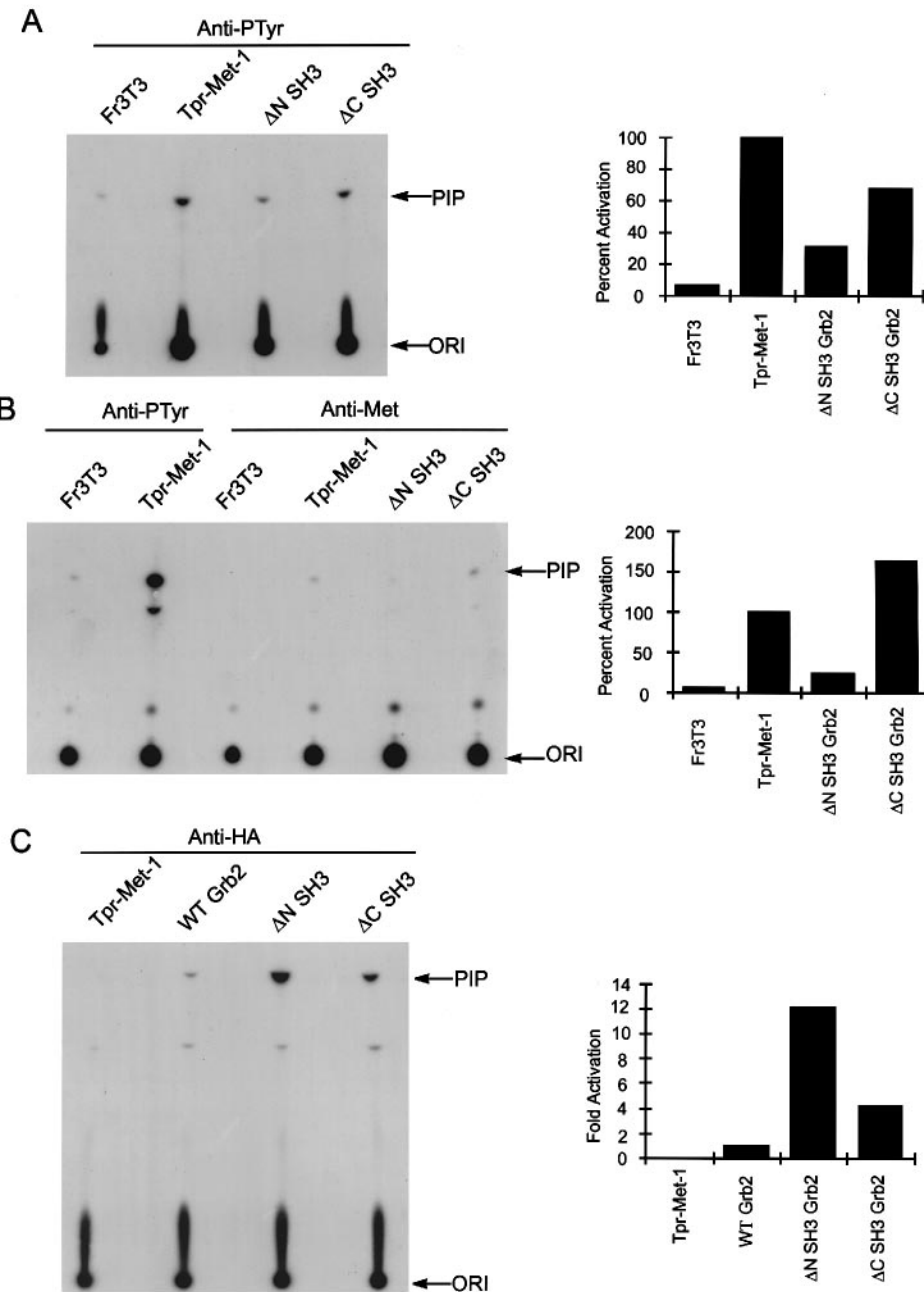 A
Anti-PTyr
Fr3T3
Tpr-Met-1
ΔN SH3
ΔC SH3
PIP
ORI
Percent Activation
100
80
60
40
20
0
Fr3T3
Tpr-Met-1
ΔN SH3 Grb2
ΔC SH3 Grb2
B
Anti-PTyr
Anti-Met
Fr3T3
Tpr-Met-1
Fr3T3
Tpr-Met-1
ΔN SH3
ΔC SH3
PIP
ORI
Percent Activation
200
150
100
50
0
Fr3T3
Tpr-Met-1
ΔN SH3 Grb2
ΔC SH3 Grb2
C
Anti-HA
Tpr-Met-1
WT Grb2
ΔN SH3
ΔC SH3
PIP
ORI
Fold Activation
14
12
10
8
6
4
2
0
Tpr-Met-1
WT Grb2
ΔN SH3 Grb2
ΔC SH3 Grb2